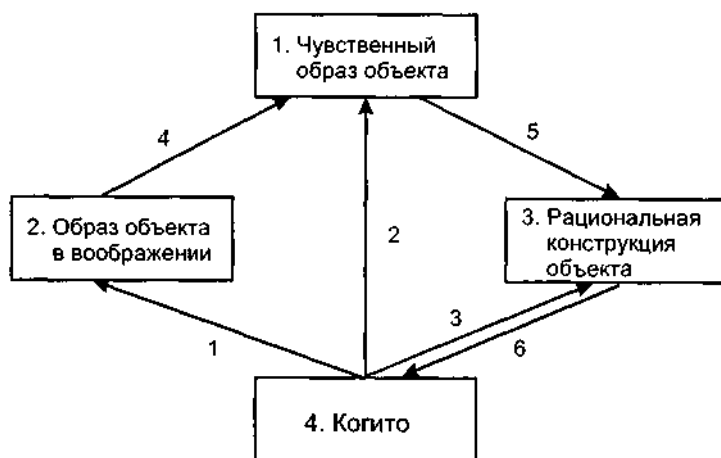 1. Чувственный
образ объекта
4
5
2. Образ объекта
в воображении
2
3. Рациональная
конструкция
объекта
1
3
6
4. Когито